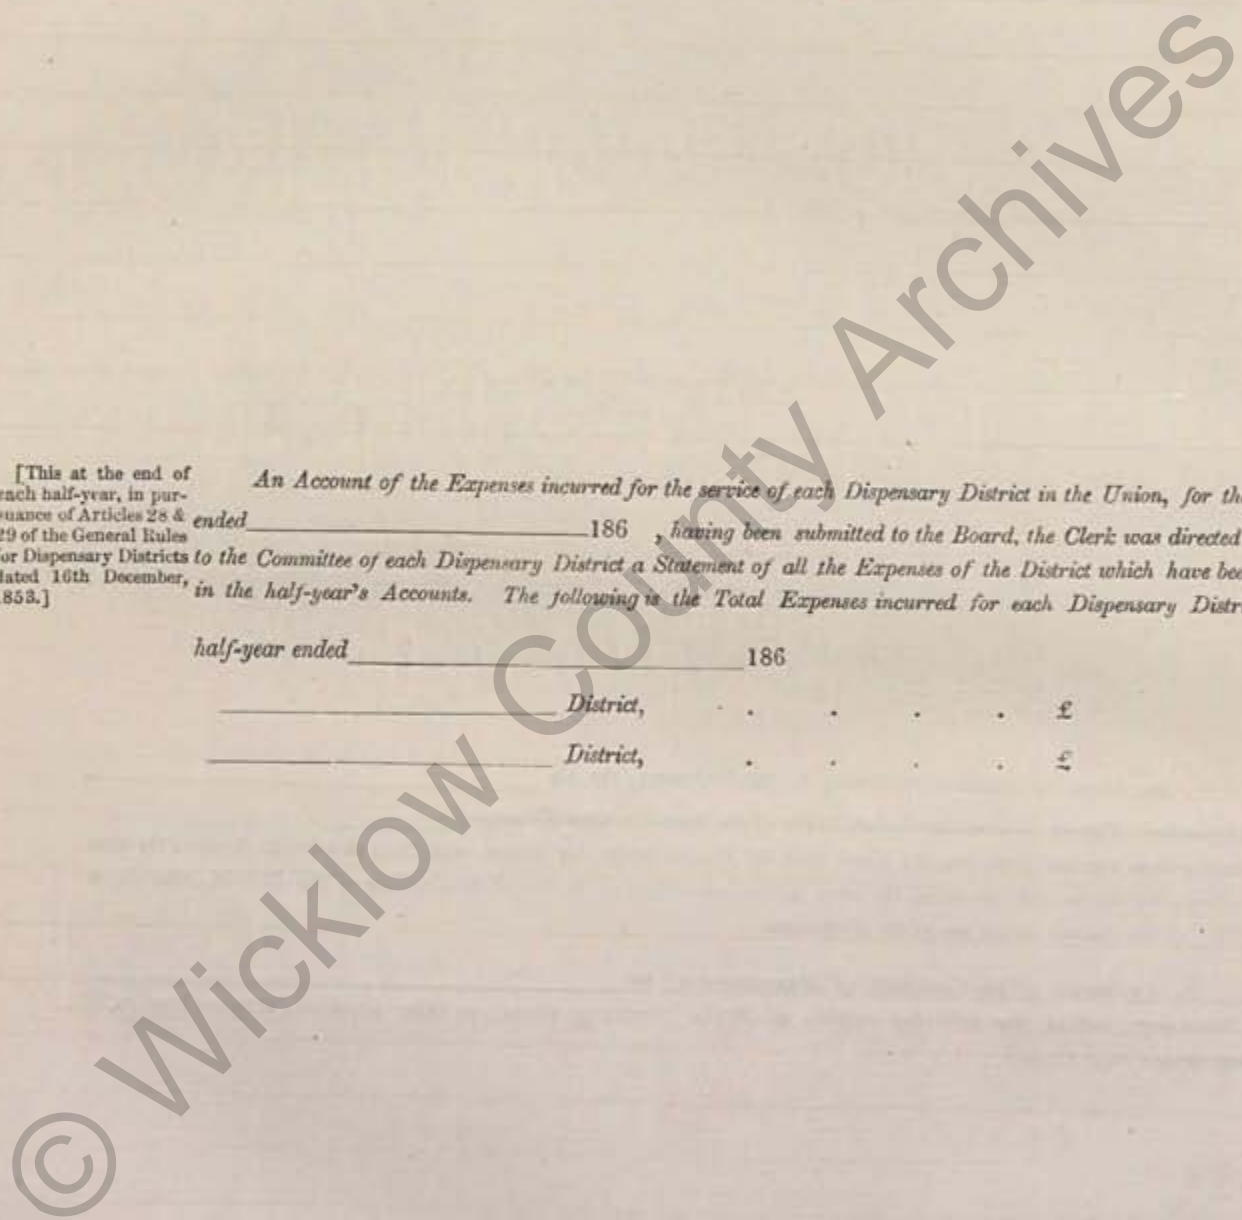 [This at the end of
each half-year, in pur-
suance of Articles 28 &
29 of the General Rules
for Dispensary Districts
dated 16th December,
1853.]
An Account of the Expenses incurred for the service of each Dispensary District in the Union, for the
ended 186 , having been submitted to the Board, the Clerk was directed
to the Committee of each Dispensary District a Statement of all the Expenses of the District which have bee
in the half-year's Accounts. The following is the Total Expenses incurred for each Dispensary Distri
half-year ended 186
District, . . . . £
District, . . . . £
© Wicklow County Archives